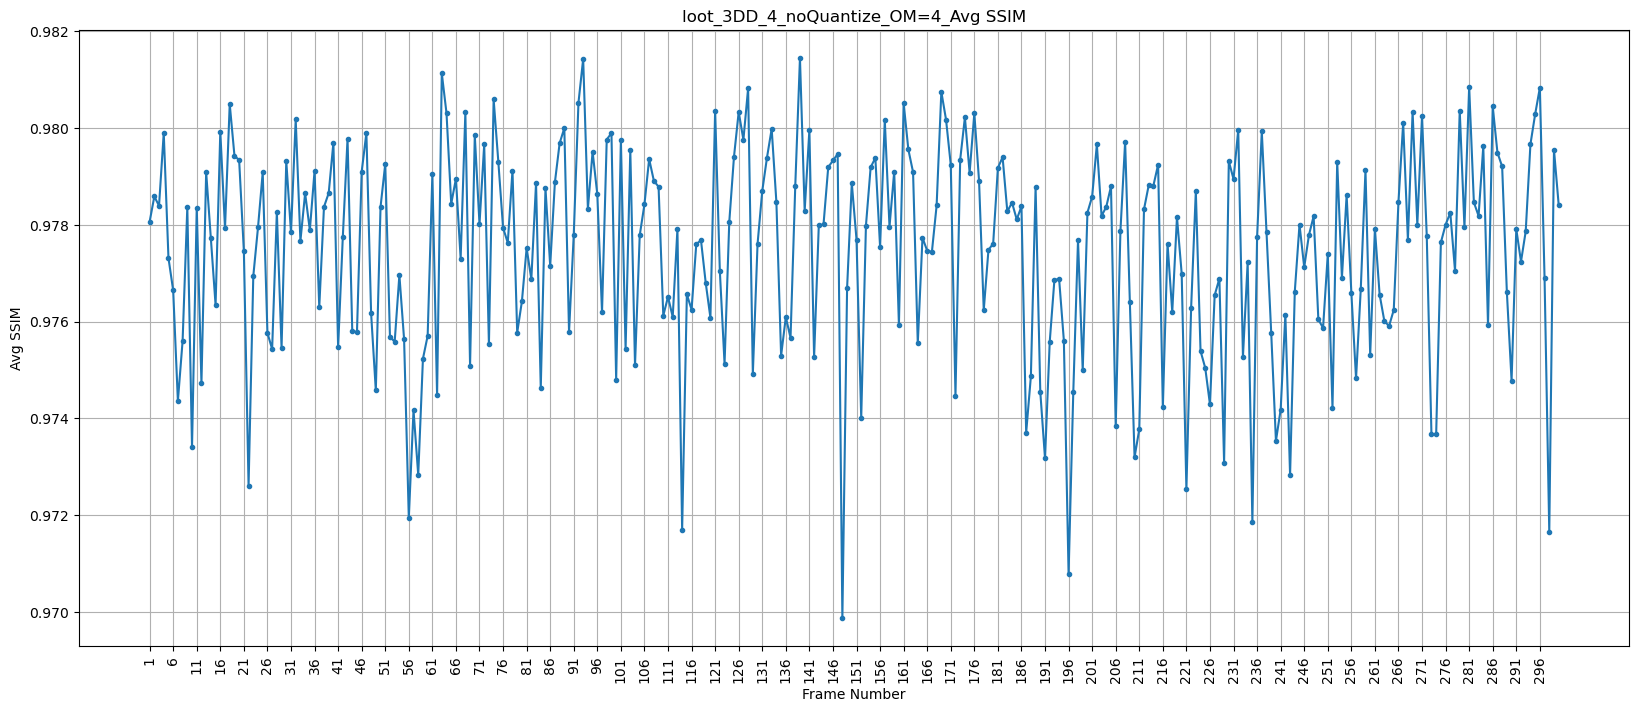 loot_3DD_4_noQuantize_OM=4_Avg SSIM
0.982
0.980
0.978
0.976
0.974
0.972
0.970
Avg SSIM
1 6 11 16 21 26 31 36 41 46 51 56 61 66 71 76 81 86 91 96 101 106 111 116 121 126 131 136 141 146 151 156 161 166 171 176 181 186 191 196 201 206 211 216 221 226 231 236 241 246 251 256 261 266 271 276 281 286 291 296
Frame Number